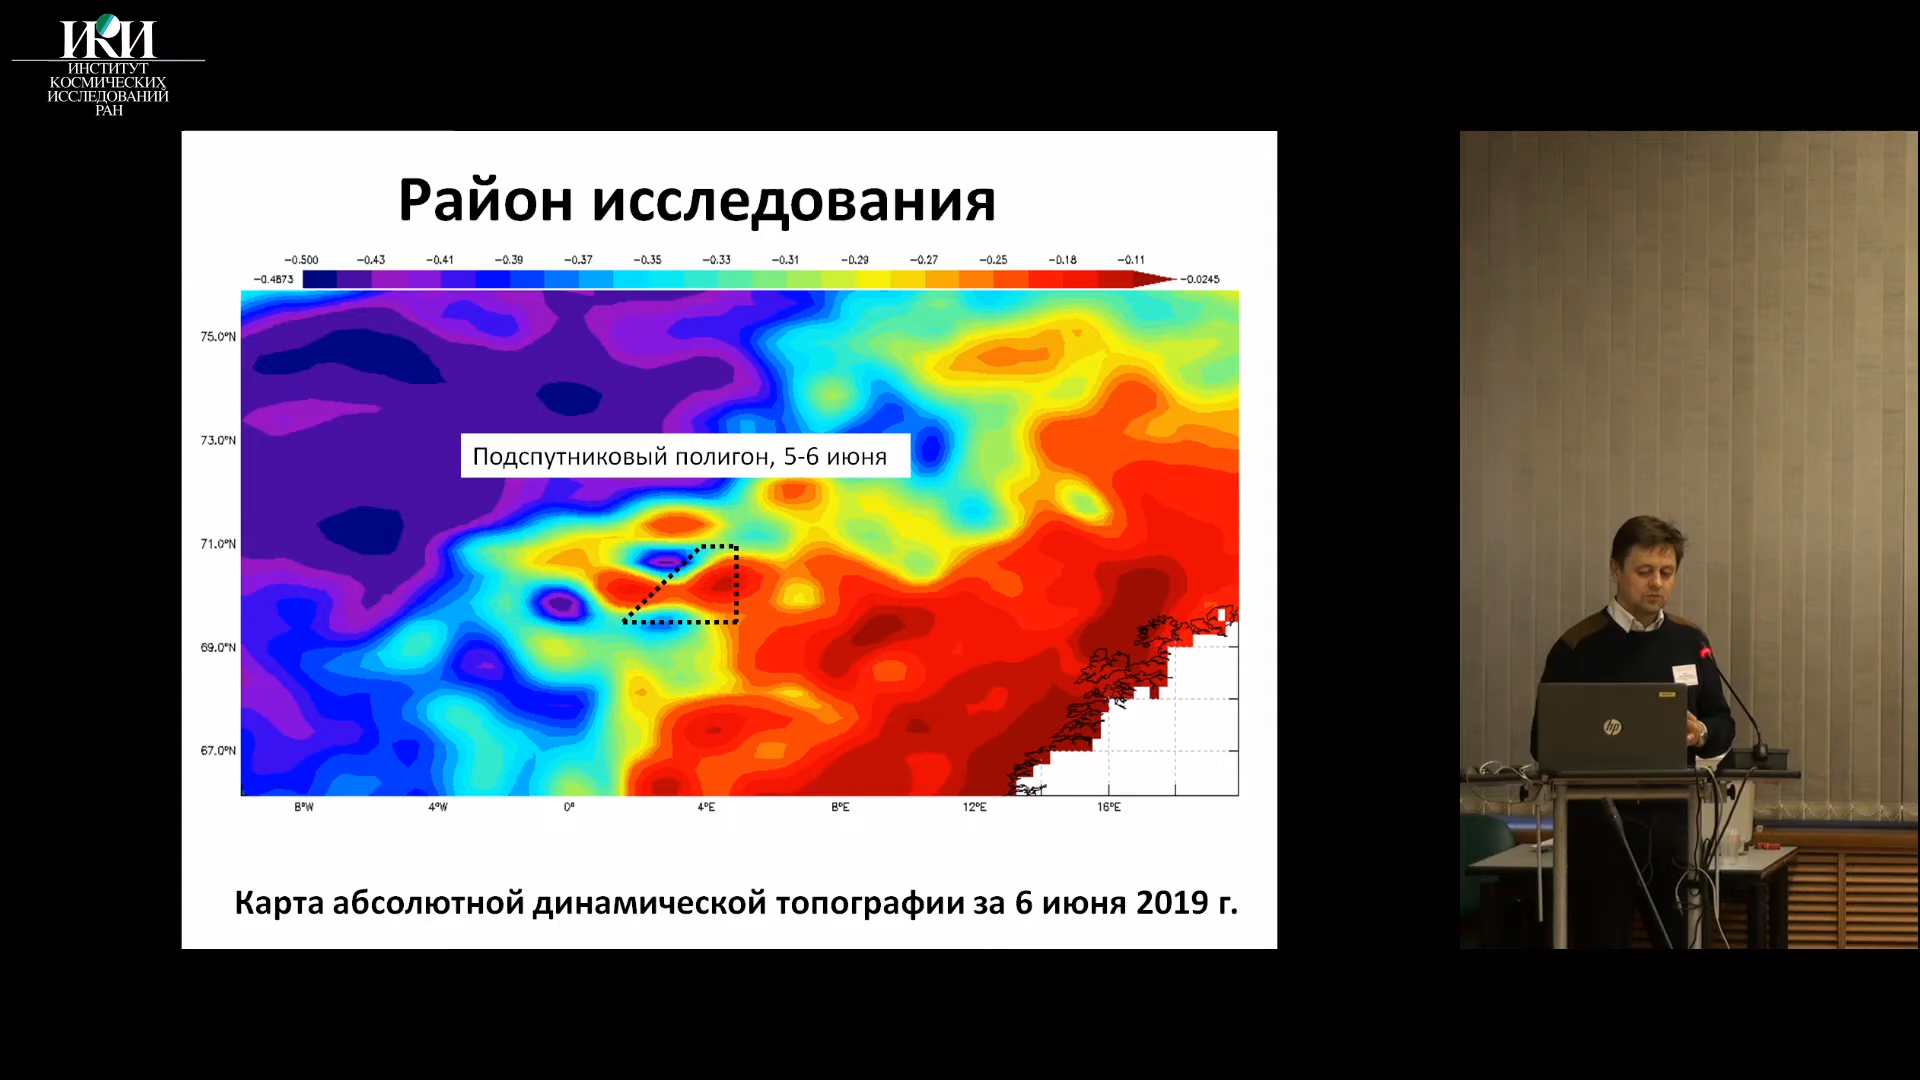 ИКИ
ИНСТИТУТ
КОСМИЧЕСКИХ
ИССЛЕДОВАНИЙ
РАН
Район исследования
−0.500 −0.43 −0.41 −0.39 −0.37 −0.35 −0.33 −0.31 −0.29 −0.27 −0.25 −0.18 −0.11
−0.4873 −0.0245
75.0°N
73.0°N
Подспутниковый полигон, 5-6 июня
71.0°N
69.0°N
67.0°N
8°W 4°W 0° 4°E 8°E 12°E 16°E
Карта абсолютной динамической топографии за 6 июня 2019 г.
hp